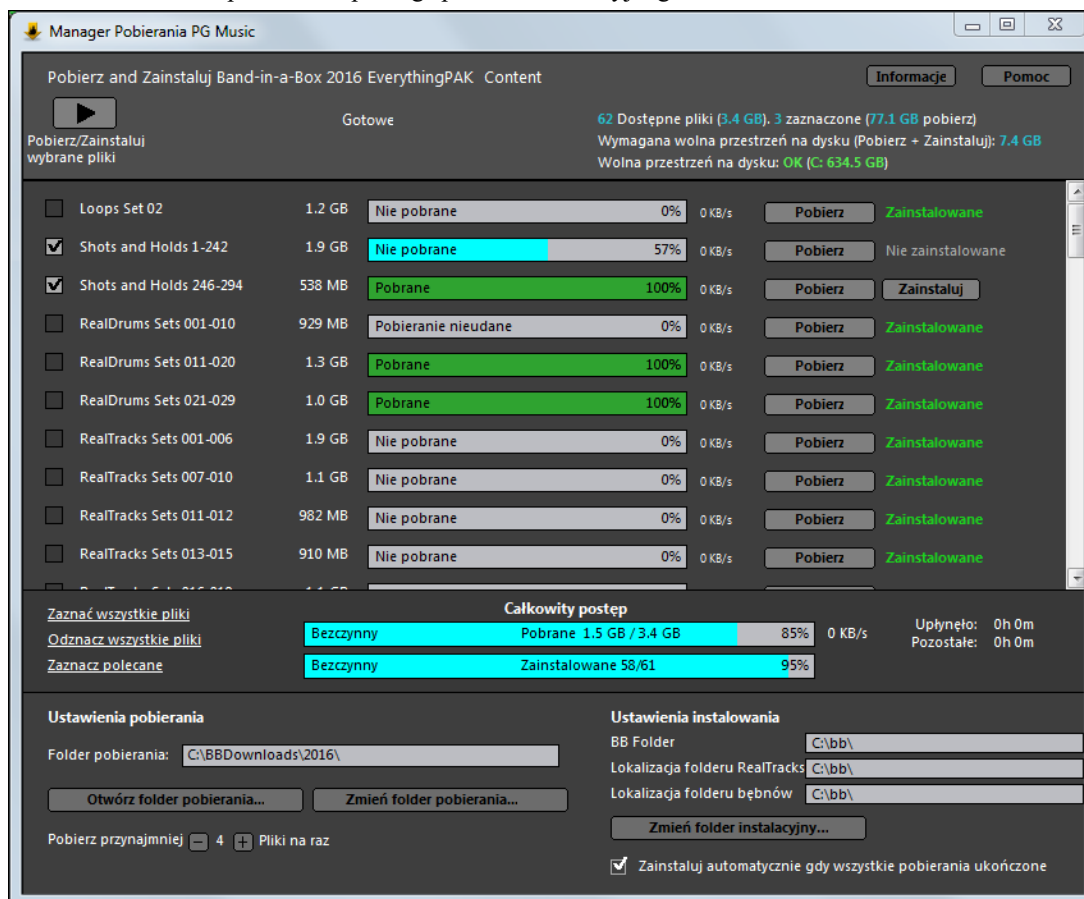 Manager Pobierania PG Music
Pobierz and Zainstaluj Band-in-a-Box 2016 EverythingPAK Content
Informacje Pomoc
Pobierz/Zainstaluj wybrane pliki
Gotowe
62 Dostępne pliki (3.4 GB). 3 zaznaczone (77.1 GB pobierz)
Wymagana wolna przestrzeń na dysku (Pobierz + Zainstaluj): 7.4 GB
Wolna przestrzeń na dysku: OK (C: 634.5 GB)
Loops Set 02 1.2 GB Nie pobrane 0% 0 KB/s Pobierz Zainstalowane
Shots and Holds 1-242 1.9 GB Nie pobrane 57% 0 KB/s Pobierz Nie zainstalowane
Shots and Holds 246-294 538 MB Pobrane 100% 0 KB/s Pobierz Zainstaluj
RealDrums Sets 001-010 929 MB Pobieranie nieudane 0% 0 KB/s Pobierz Zainstalowane
RealDrums Sets 011-020 1.3 GB Pobrane 100% 0 KB/s Pobierz Zainstalowane
RealDrums Sets 021-029 1.0 GB Pobrane 100% 0 KB/s Pobierz Zainstalowane
RealTracks Sets 001-006 1.9 GB Nie pobrane 0% 0 KB/s Pobierz Zainstalowane
RealTracks Sets 007-010 1.1 GB Nie pobrane 0% 0 KB/s Pobierz Zainstalowane
RealTracks Sets 011-012 982 MB Nie pobrane 0% 0 KB/s Pobierz Zainstalowane
RealTracks Sets 013-015 910 MB Nie pobrane 0% 0 KB/s Pobierz Zainstalowane
Całkowity postęp
Zaznać wszystkie pliki
Odznacz wszystkie pliki
Zaznacz polecane
Bezczynny Pobrane 1.5 GB / 3.4 GB 85% 0 KB/s
Bezczynny Zainstalowane 58/61 95%
Upłynęło: 0h 0m
Pozostałe: 0h 0m
Ustawienia pobierania
Folder pobierania: C:\BBDownloads\2016\
Otwórz folder pobierania... Zmień folder pobierania...
Pobierz przynajmniej 4 Pliki na raz
Ustawienia instalowania
BB Folder C:\bb\
Lokalizacja folderu RealTracks C:\bb\
Lokalizacja folderu bębnów C:\bb\
Zmień folder instalacyjny...
Zainstaluj automatycznie gdy wszystkie pobierania ukończone